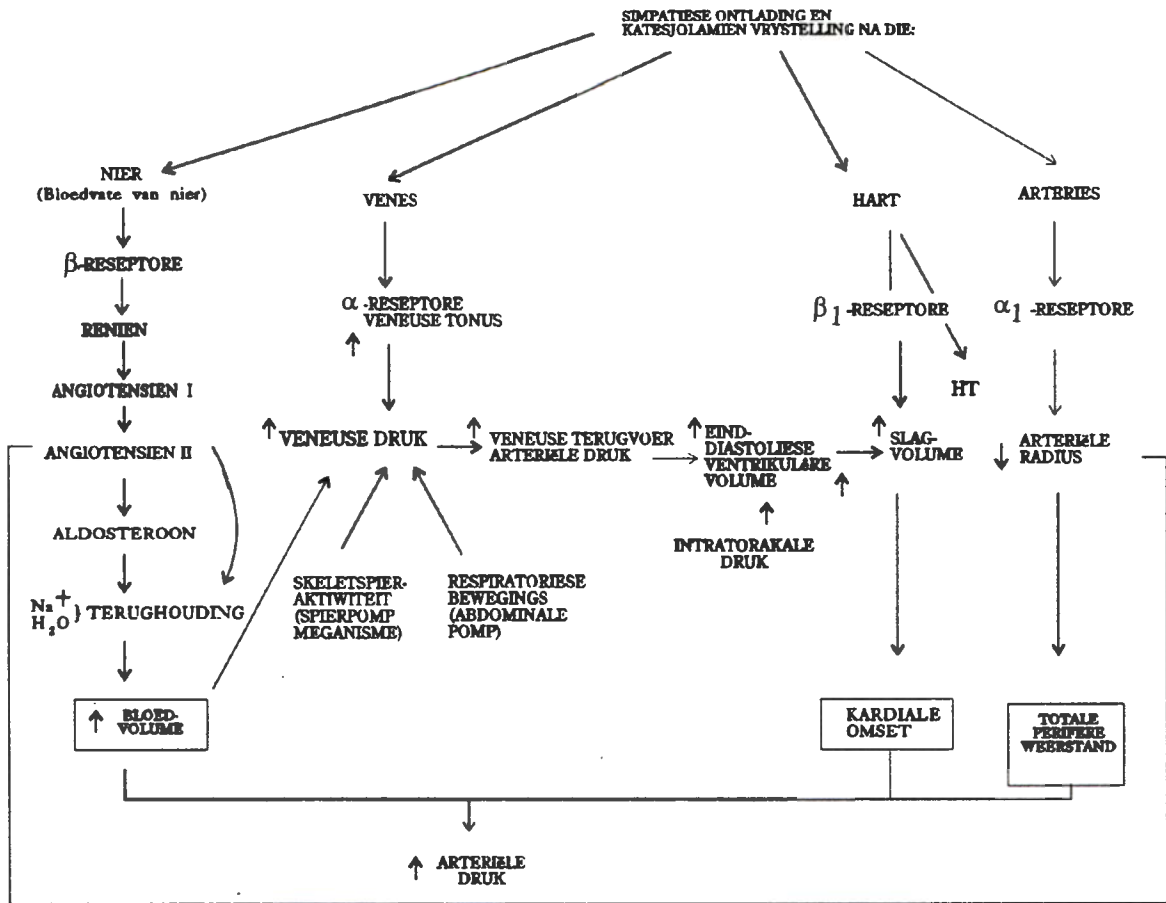 SIMPATIESE ONTLADING EN
KATESJOLAMIEN VRYSTELLING NA DIE:
NIER
(Bloedvate van nier)
VENES
HART
ARTERIES
β-RESEPTORE
α -RESEPTORE
VENEUSE TONUS
↑
β1-RESEPTORE
α1 -RESEPTORE
RENIEN
HT
ANGIOTENSIEN I
ANGIOTENSIEN II
↑ VENEUSE DRUK
↑ VENEUSE TERUGVOER
ARTERIËLE DRUK
↑ EIND-
DIASTOLIESE
VENTRIKULÊRE
VOLUME ↑
↑ SLAG-
VOLUME
↓ ARTERIËLE
RADIUS
ALDOSTEROON
INTRATORAKALE
DRUK
Na+
H2O } TERUGHOUDING
SKELETSPIER-
AKTIWITEIT
(SPIERPOMP
MEGANISME)
RESPIRATORIESE
BEWEGINGS
(ABDOMINALE
POMP)
↑ BLOED-
VOLUME
KARDIALE
OMSET
TOTALE
PERIFERE
WEERSTAND
↑ ARTERIËLE
DRUK